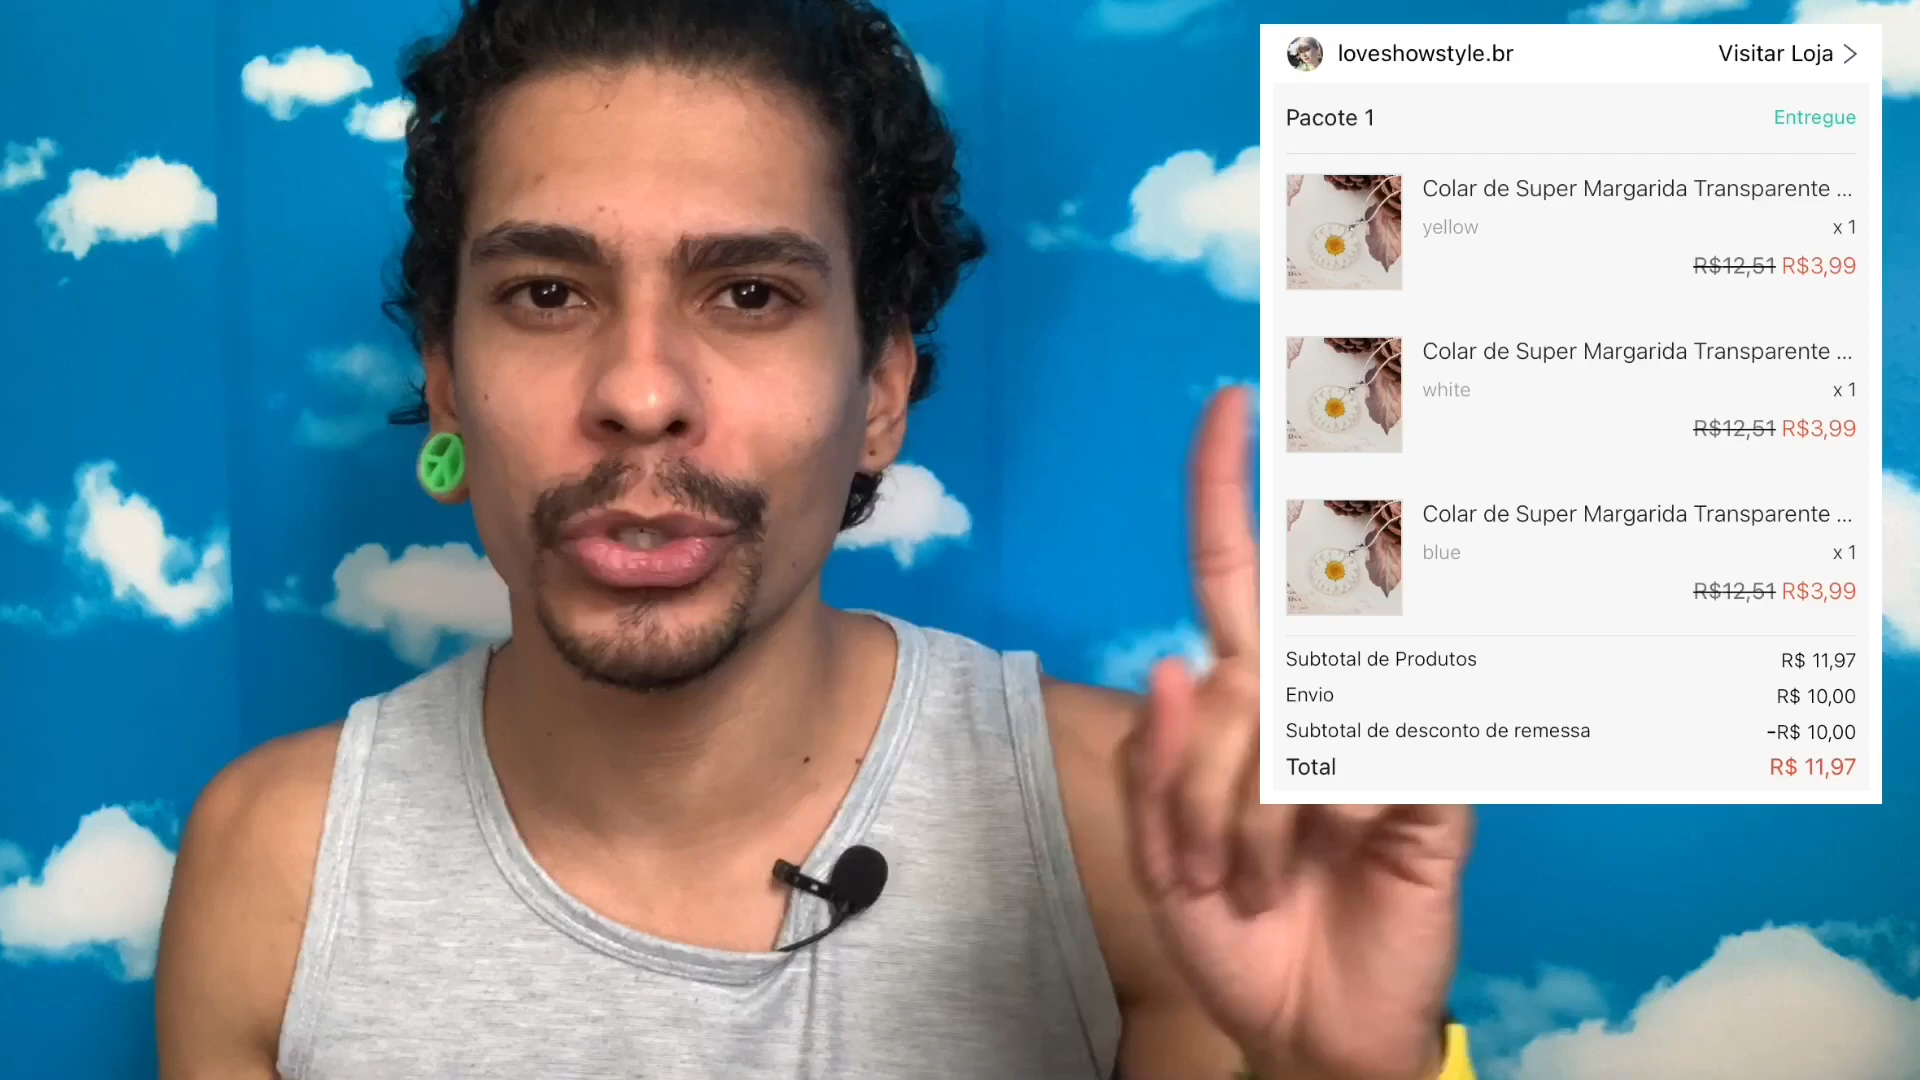 loveshowstyle.br Visitar Loja >
Pacote 1 Entregue
Colar de Super Margarida Transparente ...
yellow x 1
R$12,51 R$3,99
Colar de Super Margarida Transparente ...
white x 1
R$12,51 R$3,99
Colar de Super Margarida Transparente ...
blue x 1
R$12,51 R$3,99
Subtotal de Produtos R$ 11,97
Envio R$ 10,00
Subtotal de desconto de remessa -R$ 10,00
Total R$ 11,97